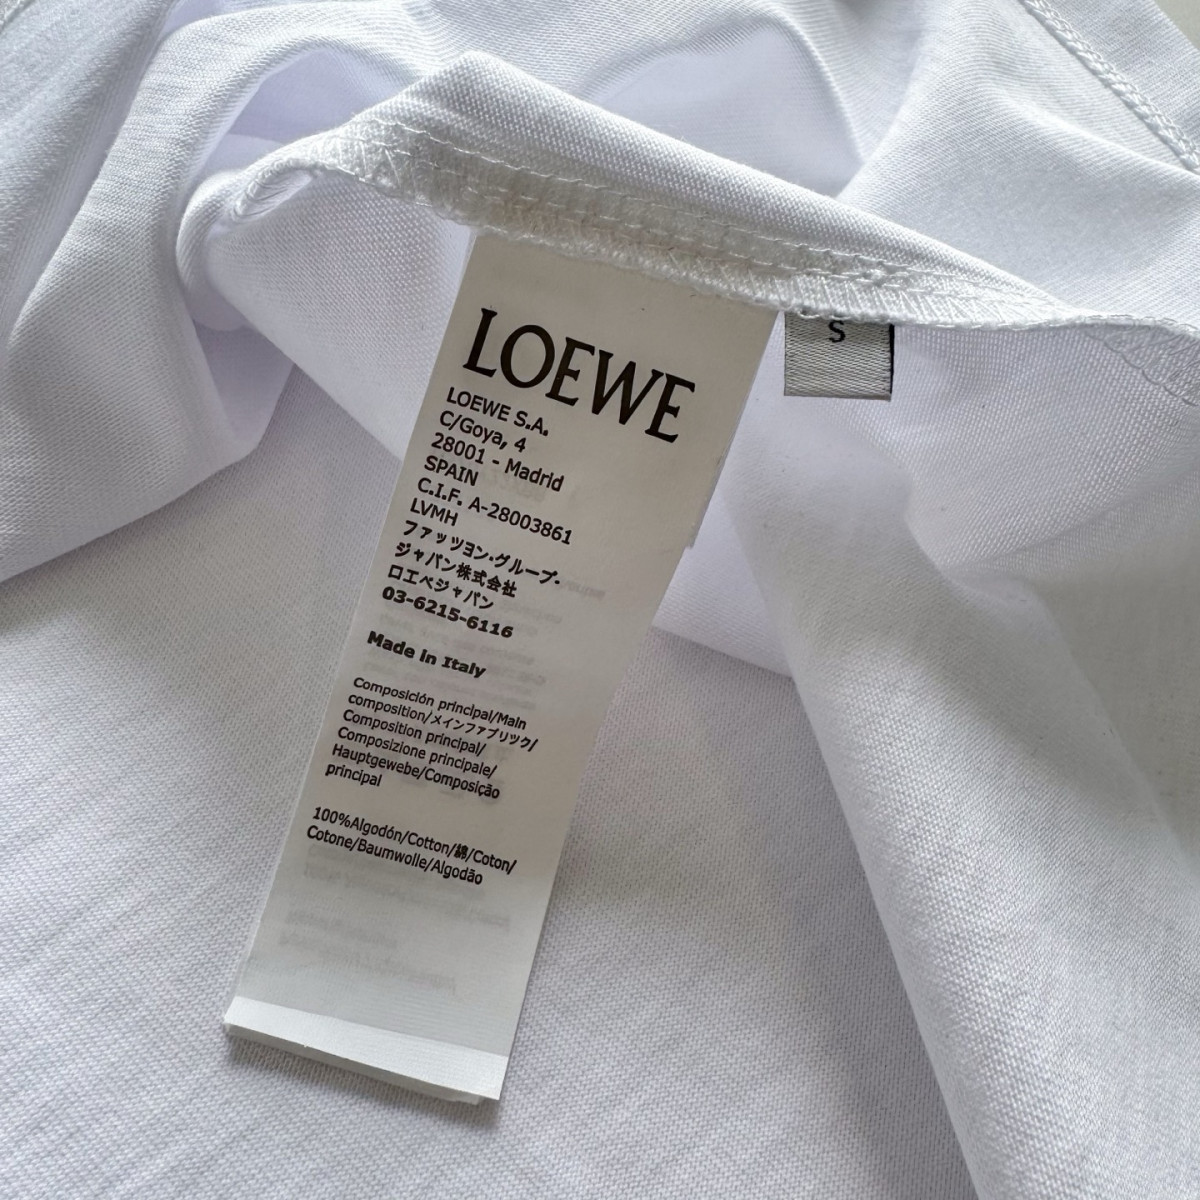 LOEWE
LOEWE S.A.
C/Goya, 4
28001 - Madrid
SPAIN
C.I.F. A-28003861
LVMH
ファッツヨン・グループ・
ジャパン株式会社
ロエベジャパン
03-6215-6116
Made in Italy
Composición principal/Main
composition/メインファブリツク/
Composition principal/
Composizione principale/
Hauptgewebe/Composição
principal
100%Algodón/Cotton/綿/Coton/
Cotone/Baumwolle/Algodão
S